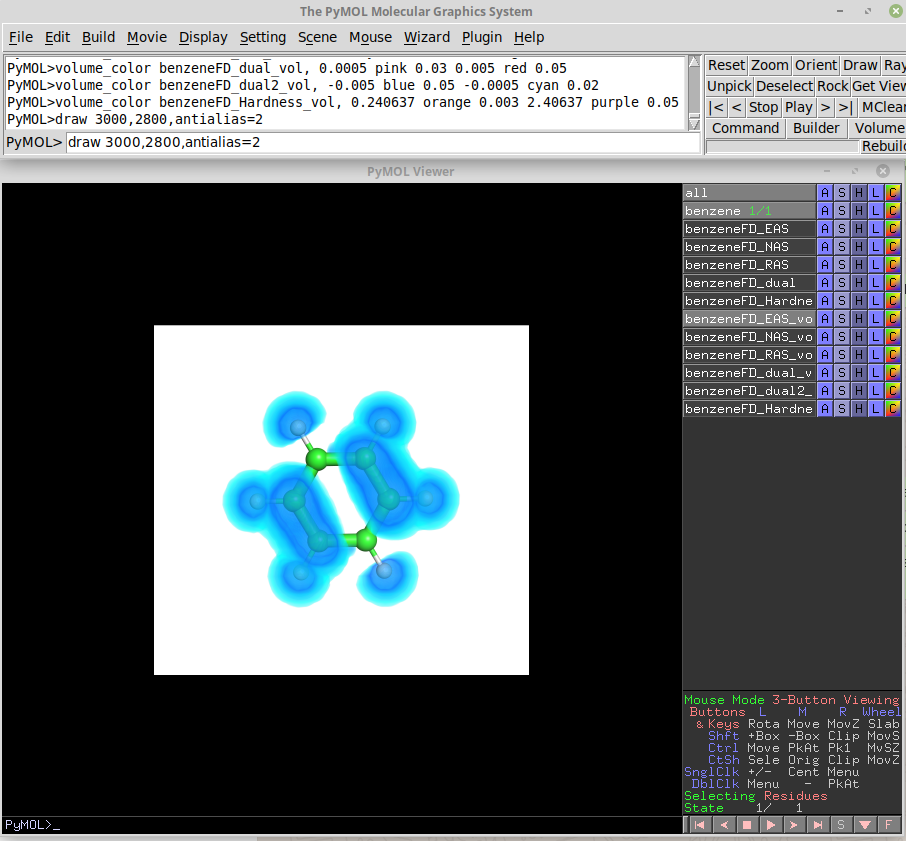 The PyMOL Molecular Graphics System
File Edit Build Movie Display Setting Scene Mouse Wizard Plugin Help
PyMOL>volume_color benzeneFD_dual_vol, 0.0005 pink 0.03 0.005 red 0.05
PyMOL>volume_color benzeneFD_dual2_vol, -0.005 blue 0.05 -0.0005 cyan 0.02
PyMOL>volume_color benzeneFD_Hardness_vol, 0.240637 orange 0.003 2.40637 purple 0.05
PyMOL>draw 3000,2800,antialias=2
PyMOL> draw 3000,2800,antialias=2
Reset Zoom Orient Draw Ray
Unpick Deselect Rock Get View
|< < Stop Play > >| MClear
Command Builder Volume
Rebuild
PyMOL Viewer
all A S H L C
benzene 1/1 A S H L C
benzeneFD_EAS A S H L C
benzeneFD_NAS A S H L C
benzeneFD_RAS A S H L C
benzeneFD_dual A S H L C
benzeneFD_Hardne A S H L C
benzeneFD_EAS_vo A S H L C
benzeneFD_NAS_vo A S H L C
benzeneFD_RAS_vo A S H L C
benzeneFD_dual_v A S H L C
benzeneFD_dual2_ A S H L C
benzeneFD_Hardne A S H L C
Mouse Mode 3-Button Viewing
Buttons L M R Wheel
& Keys Rota Move MovZ Slab
Shft +Box -Box Clip MovS
Ctrl Move PkAt Pk1 MvSZ
CtSh Sele Orig Clip MovZ
SnglClk +/- Cent Menu
DblClk Menu - PkAt
Selecting Residues
State 1/ 1
PyMOL>_
S F